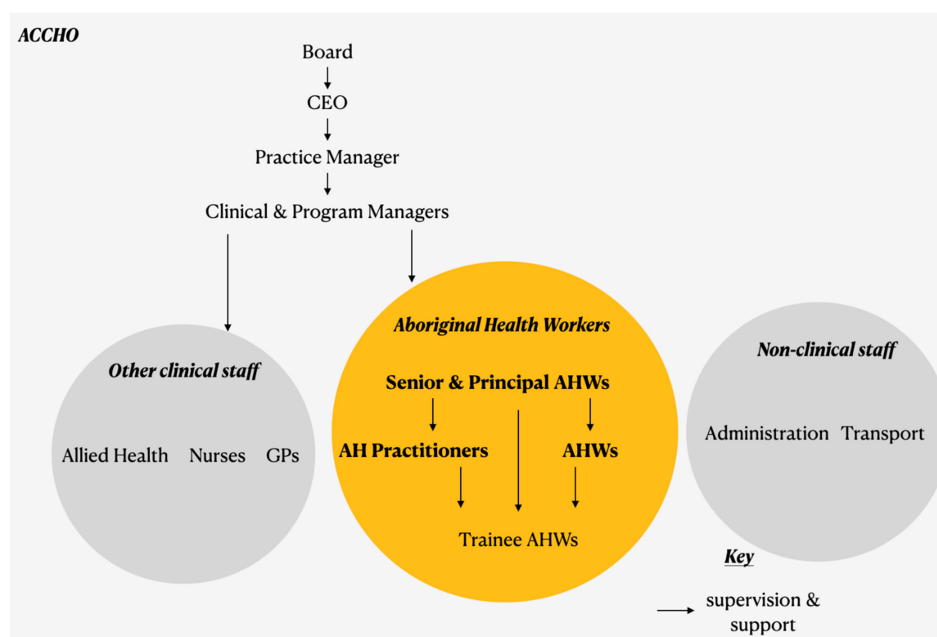 ACCHO
Board
CEO
Practice Manager
Clinical & Program Managers
Other clinical staff
Allied Health Nurses GPs
Aboriginal Health Workers
Senior & Principal AHWs
AH Practitioners AHWs
Trainee AHWs
Non-clinical staff
Administration Transport
Key
supervision &
support